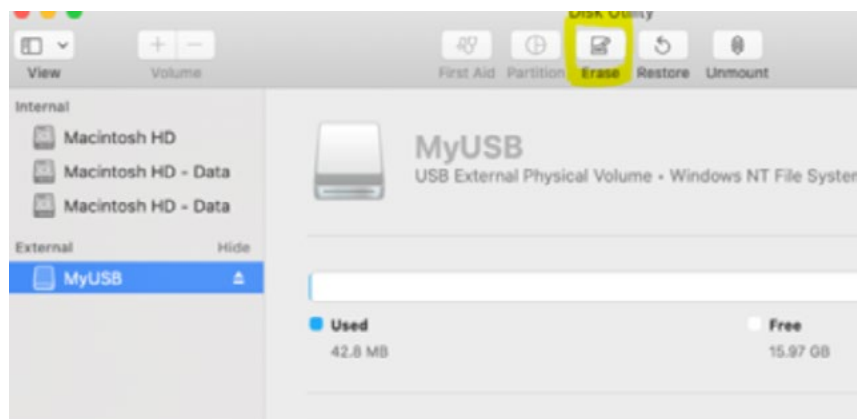 Disk Utility
View
Volume
First Aid Partition Erase Restore Unmount
Internal
Macintosh HD
Macintosh HD - Data
Macintosh HD - Data
External Hide
MyUSB
MyUSB
USB External Physical Volume • Windows NT File System
Used
42.8 MB
Free
15.97 GB